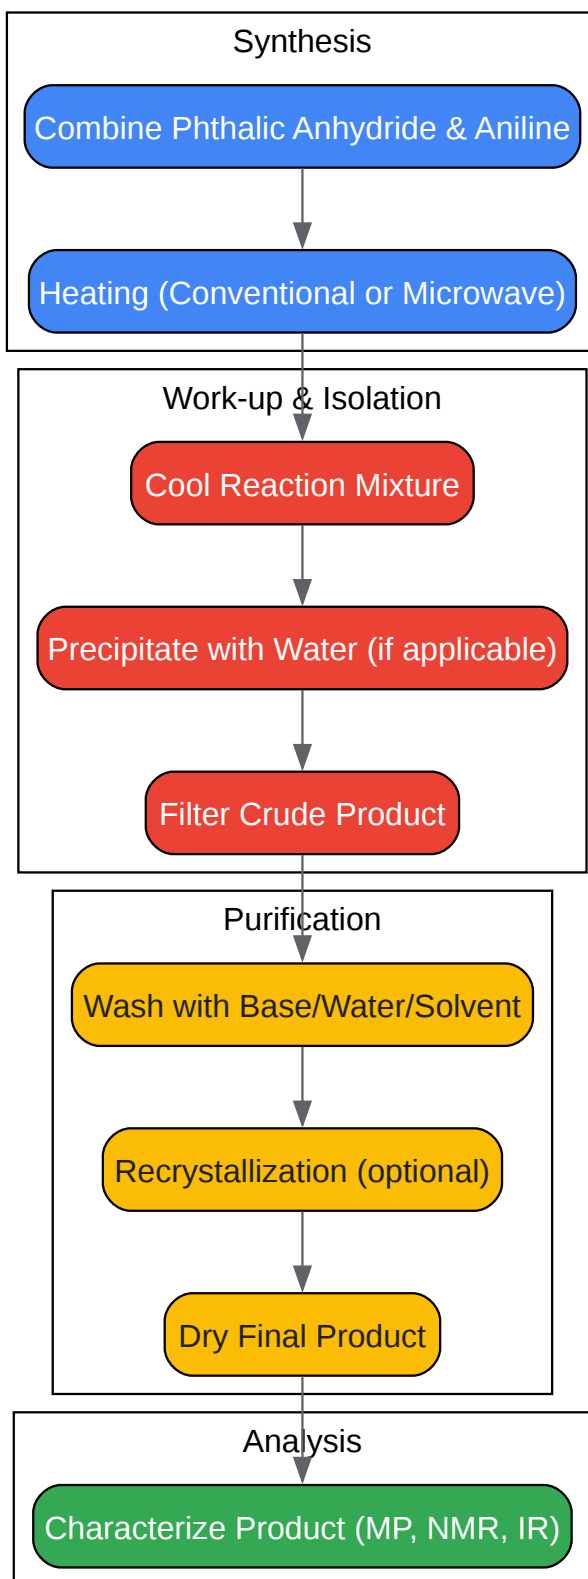 Synthesis
Combine Phthalic Anhydride & Aniline
Heating (Conventional or Microwave)
Work-up & Isolation
Cool Reaction Mixture
Precipitate with Water (if applicable)
Filter Crude Product
Purification
Wash with Base/Water/Solvent
Recrystallization (optional)
Dry Final Product
Analysis
Characterize Product (MP, NMR, IR)